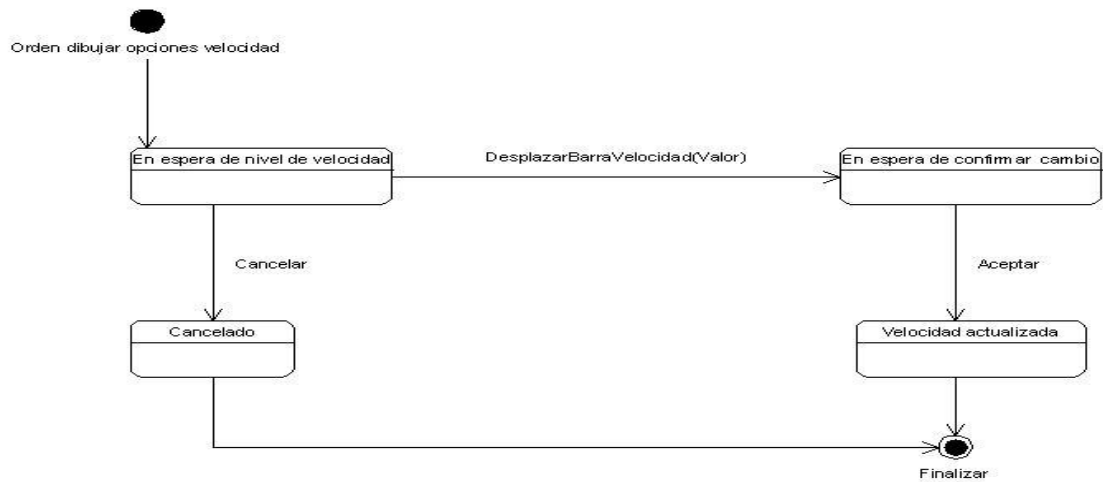 Orden dibujar opciones velocidad
En espera de nivel de velocidad
DesplazarBarraVelocidad(Valor)
En espera de confirmar cambio
Cancelar
Aceptar
Cancelado
Velocidad actualizada
Finalizar